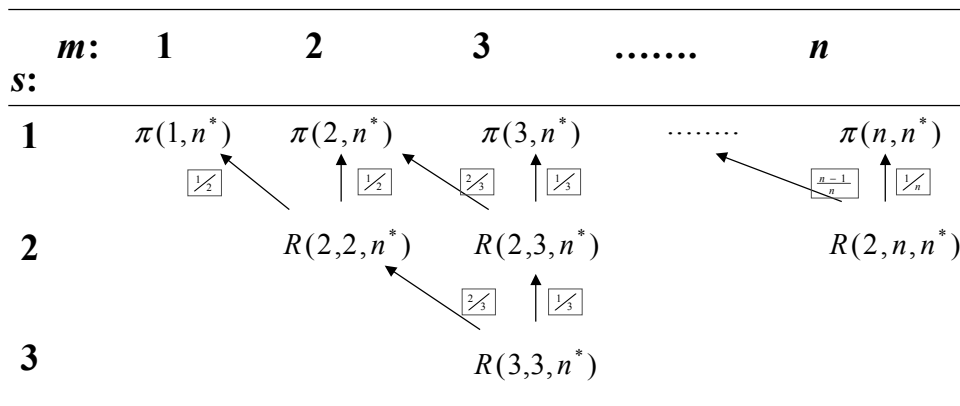 m: 1 2 3 ....... n
s:
1 π(1,n*) π(2,n*) π(3,n*) ........ π(n,n*)
1/2 1/2 2/3 1/3 n − 1/n 1/n
2 R(2,2,n*) R(2,3,n*) R(2,n,n*)
2/3 1/3
3 R(3,3,n*)